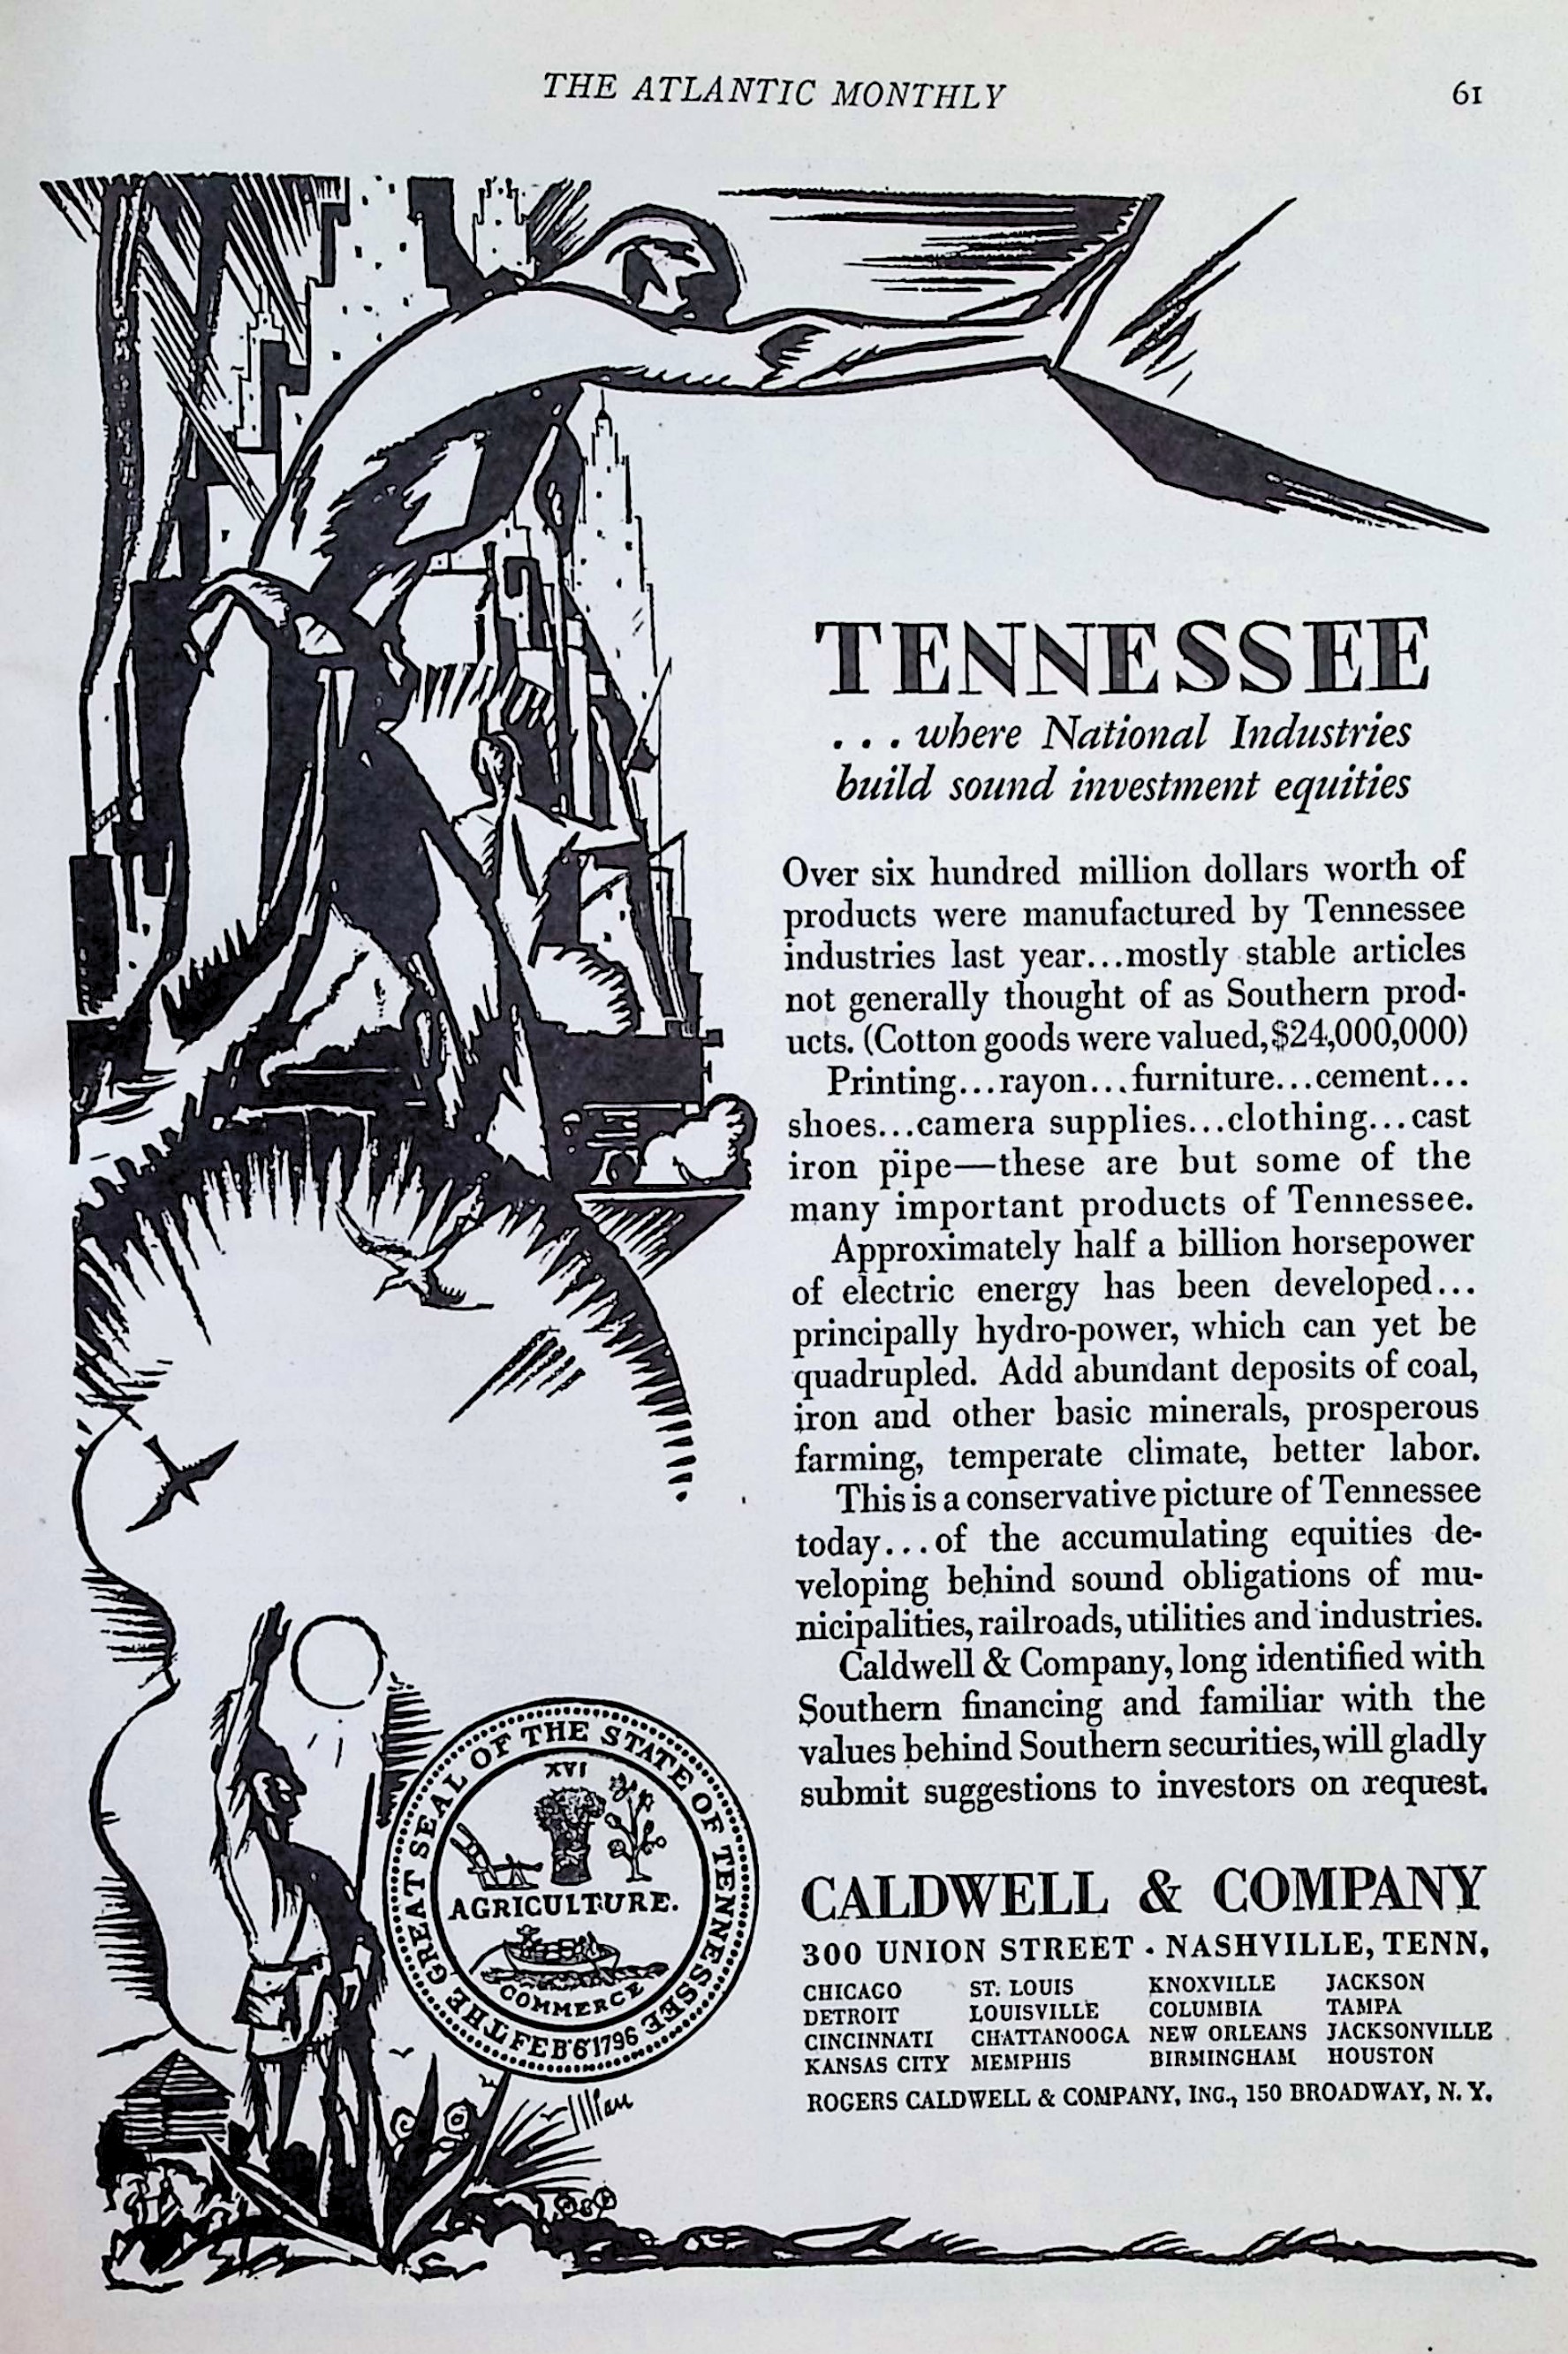 THE ATLANTIC MONTHLY 61
TENNESSEE
. . . where National Industries
build sound investment equities
Over six hundred million dollars worth of
products were manufactured by Tennessee
industries last year...mostly stable articles
not generally thought of as Southern prod-
ucts. (Cotton goods were valued, $24,000,000)
Printing...rayon...furniture...cement...
shoes...camera supplies...clothing...cast
iron pipe—these are but some of the
many important products of Tennessee.
Approximately half a billion horsepower
of electric energy has been developed...
principally hydro-power, which can yet be
quadrupled. Add abundant deposits of coal,
iron and other basic minerals, prosperous
farming, temperate climate, better labor.
This is a conservative picture of Tennessee
today...of the accumulating equities de-
veloping behind sound obligations of mu-
nicipalities, railroads, utilities and industries.
Caldwell & Company, long identified with
Southern financing and familiar with the
values behind Southern securities, will gladly
submit suggestions to investors on request.
THE GREAT SEAL OF THE STATE OF TENNESSEE
XVI
AGRICULTURE.
COMMERCE
FEB 6 1796
CALDWELL & COMPANY
300 UNION STREET · NASHVILLE, TENN.
CHICAGO ST. LOUIS KNOXVILLE JACKSON
DETROIT LOUISVILLE COLUMBIA TAMPA
CINCINNATI CHATTANOOGA NEW ORLEANS JACKSONVILLE
KANSAS CITY MEMPHIS BIRMINGHAM HOUSTON
ROGERS CALDWELL & COMPANY, INC., 150 BROADWAY, N. Y.